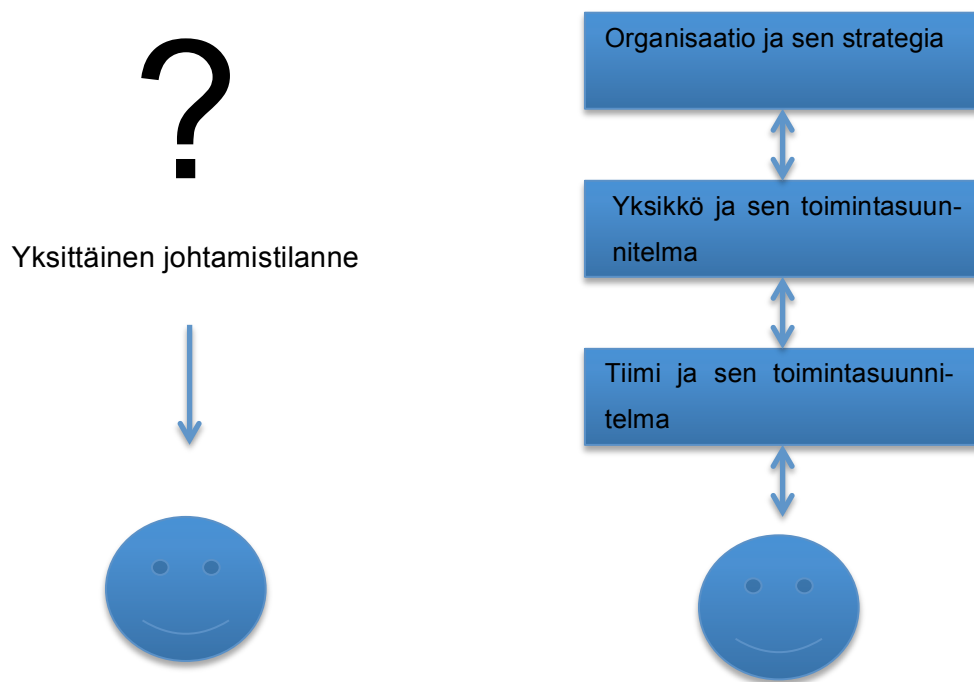 ?
Yksittäinen johtamistilanne
Organisaatio ja sen strategia
Yksikkö ja sen toimintasuun-
nitelma
Tiimi ja sen toimintasuunni-
telma